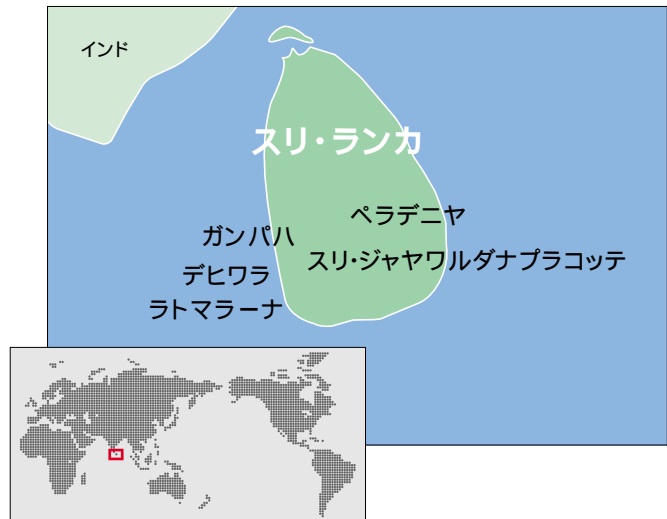 インド
スリ・ランカ
ペラデニヤ
ガンパハ
スリ・ジャヤワルダナプラコッテ
デヒワラ
ラトマラーナ